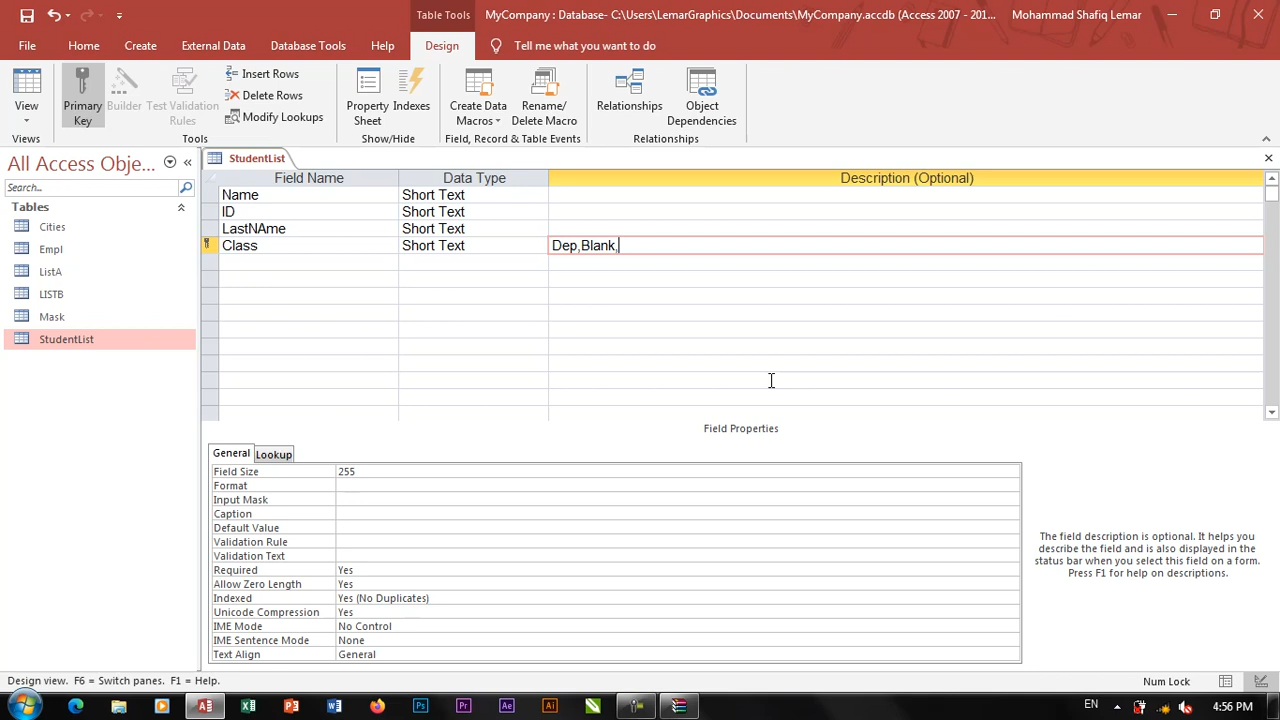 Table Tools
MyCompany : Database- C:\Users\LemarGraphics\Documents\MyCompany.accdb (Access 2007 - 201...
Mohammad Shafiq Lemar
File
Home
Create
External Data
Database Tools
Help
Design
Tell me what you want to do
View
Primary Key
Builder
Test Validation Rules
Insert Rows
Delete Rows
Modify Lookups
Property Sheet
Indexes
Create Data Macros
Rename/ Delete Macro
Relationships
Object Dependencies
Views
Tools
Show/Hide
Field, Record & Table Events
Relationships
All Access Obje...
Search...
Tables
Cities
Empl
ListA
LISTB
Mask
StudentList
StudentList
Field Name Data Type Description (Optional)
Name Short Text
ID Short Text
LastNAme Short Text
Class Short Text Dep,Blank,
Field Properties
General Lookup
Field Size 255
Format
Input Mask
Caption
Default Value
Validation Rule
Validation Text
Required Yes
Allow Zero Length Yes
Indexed Yes (No Duplicates)
Unicode Compression Yes
IME Mode No Control
IME Sentence Mode None
Text Align General
The field description is optional. It helps you
describe the field and is also displayed in the
status bar when you select this field on a form.
Press F1 for help on descriptions.
Design view. F6 = Switch panes. F1 = Help.
Num Lock
EN
4:56 PM